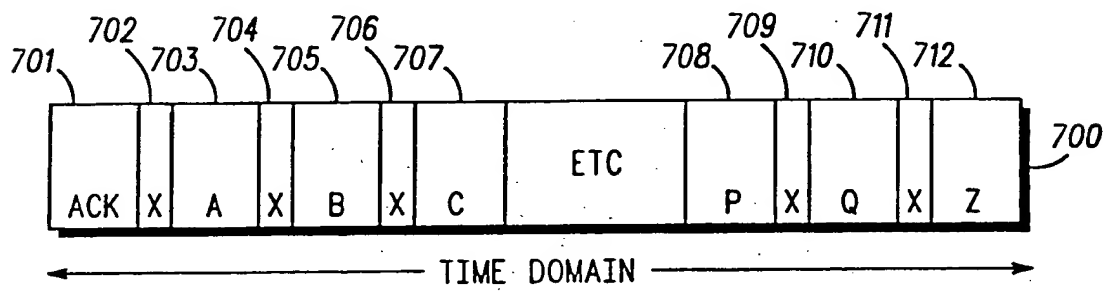 701 702 703 704 705 706 707 708 709 710 711 712
700
ACK X A X B X C ETC P X Q X Z
TIME DOMAIN